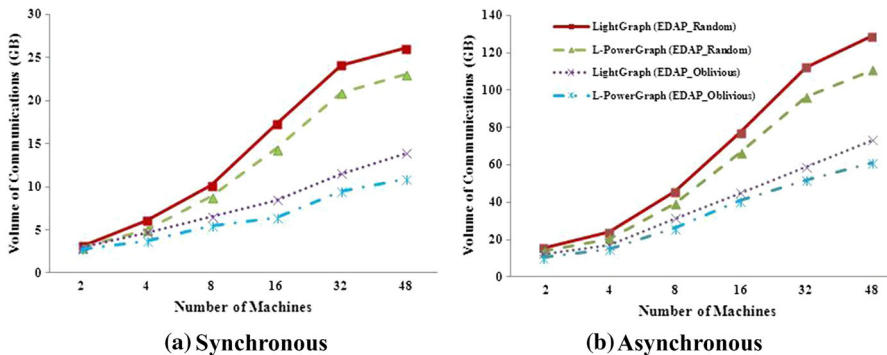 Volume of Communications (GB)
30
25
20
15
10
5
0
2 4 8 16 32 48
Number of Machines
(a) Synchronous
Volume of Communications (GB)
140
120
100
80
60
40
20
0
LightGraph (EDAP_Random)
L-PowerGraph (EDAP_Random)
LightGraph (EDAP_Oblivious)
L-PowerGraph (EDAP_Oblivious)
2 4 8 16 32 48
Number of Machines
(b) Asynchronous